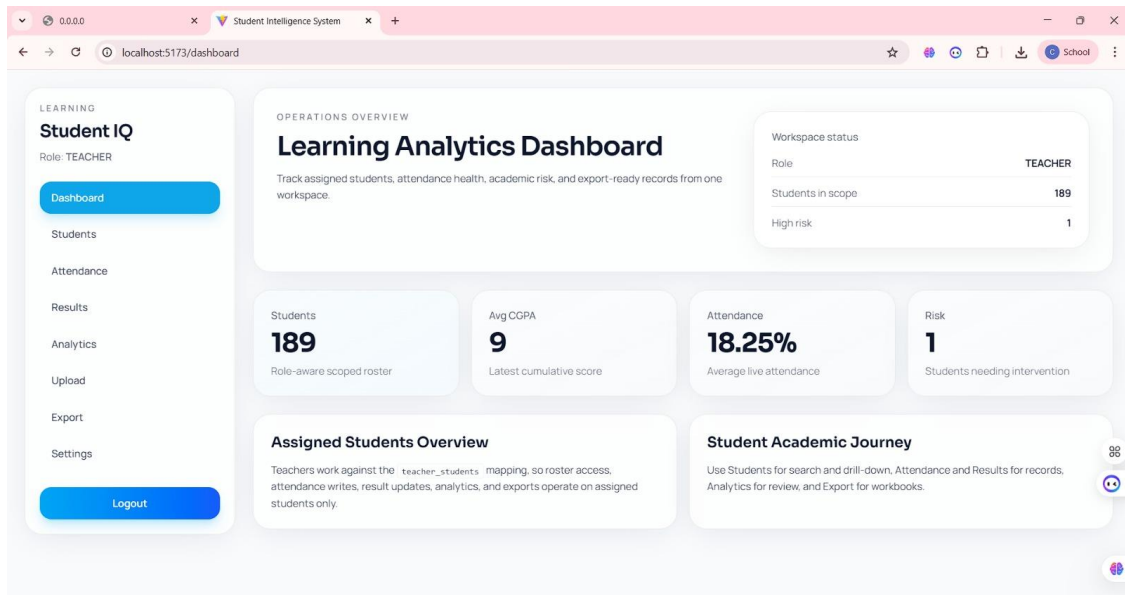 0.0.0.0
Student Intelligence System
localhost:5173/dashboard
C School
LEARNING
Student IQ
Role: TEACHER
Dashboard
Students
Attendance
Results
Analytics
Upload
Export
Settings
Logout
OPERATIONS OVERVIEW
Learning Analytics Dashboard
Track assigned students, attendance health, academic risk, and export-ready records from one
workspace.
Workspace status
Role TEACHER
Students in scope 189
High risk 1
Students
189
Role-aware scoped roster
Avg CGPA
9
Latest cumulative score
Attendance
18.25%
Average live attendance
Risk
1
Students needing intervention
Assigned Students Overview
Teachers work against the teacher_students mapping, so roster access,
attendance writes, result updates, analytics, and exports operate on assigned
students only.
Student Academic Journey
Use Students for search and drill-down, Attendance and Results for records,
Analytics for review, and Export for workbooks.